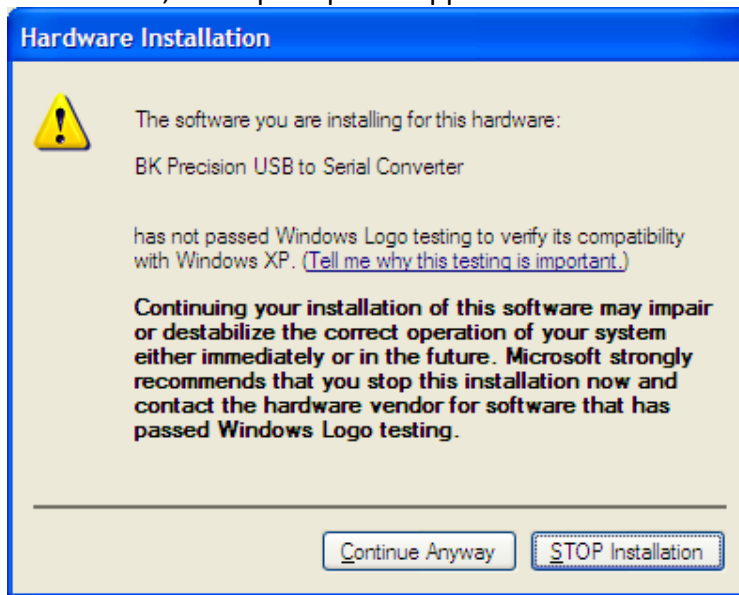 Hardware Installation
The software you are installing for this hardware:
BK Precision USB to Serial Converter
has not passed Windows Logo testing to verify its compatibility
with Windows XP. (Tell me why this testing is important.)
Continuing your installation of this software may impair
or destabilize the correct operation of your system
either immediately or in the future. Microsoft strongly
recommends that you stop this installation now and
contact the hardware vendor for software that has
passed Windows Logo testing.
Continue Anyway
STOP Installation